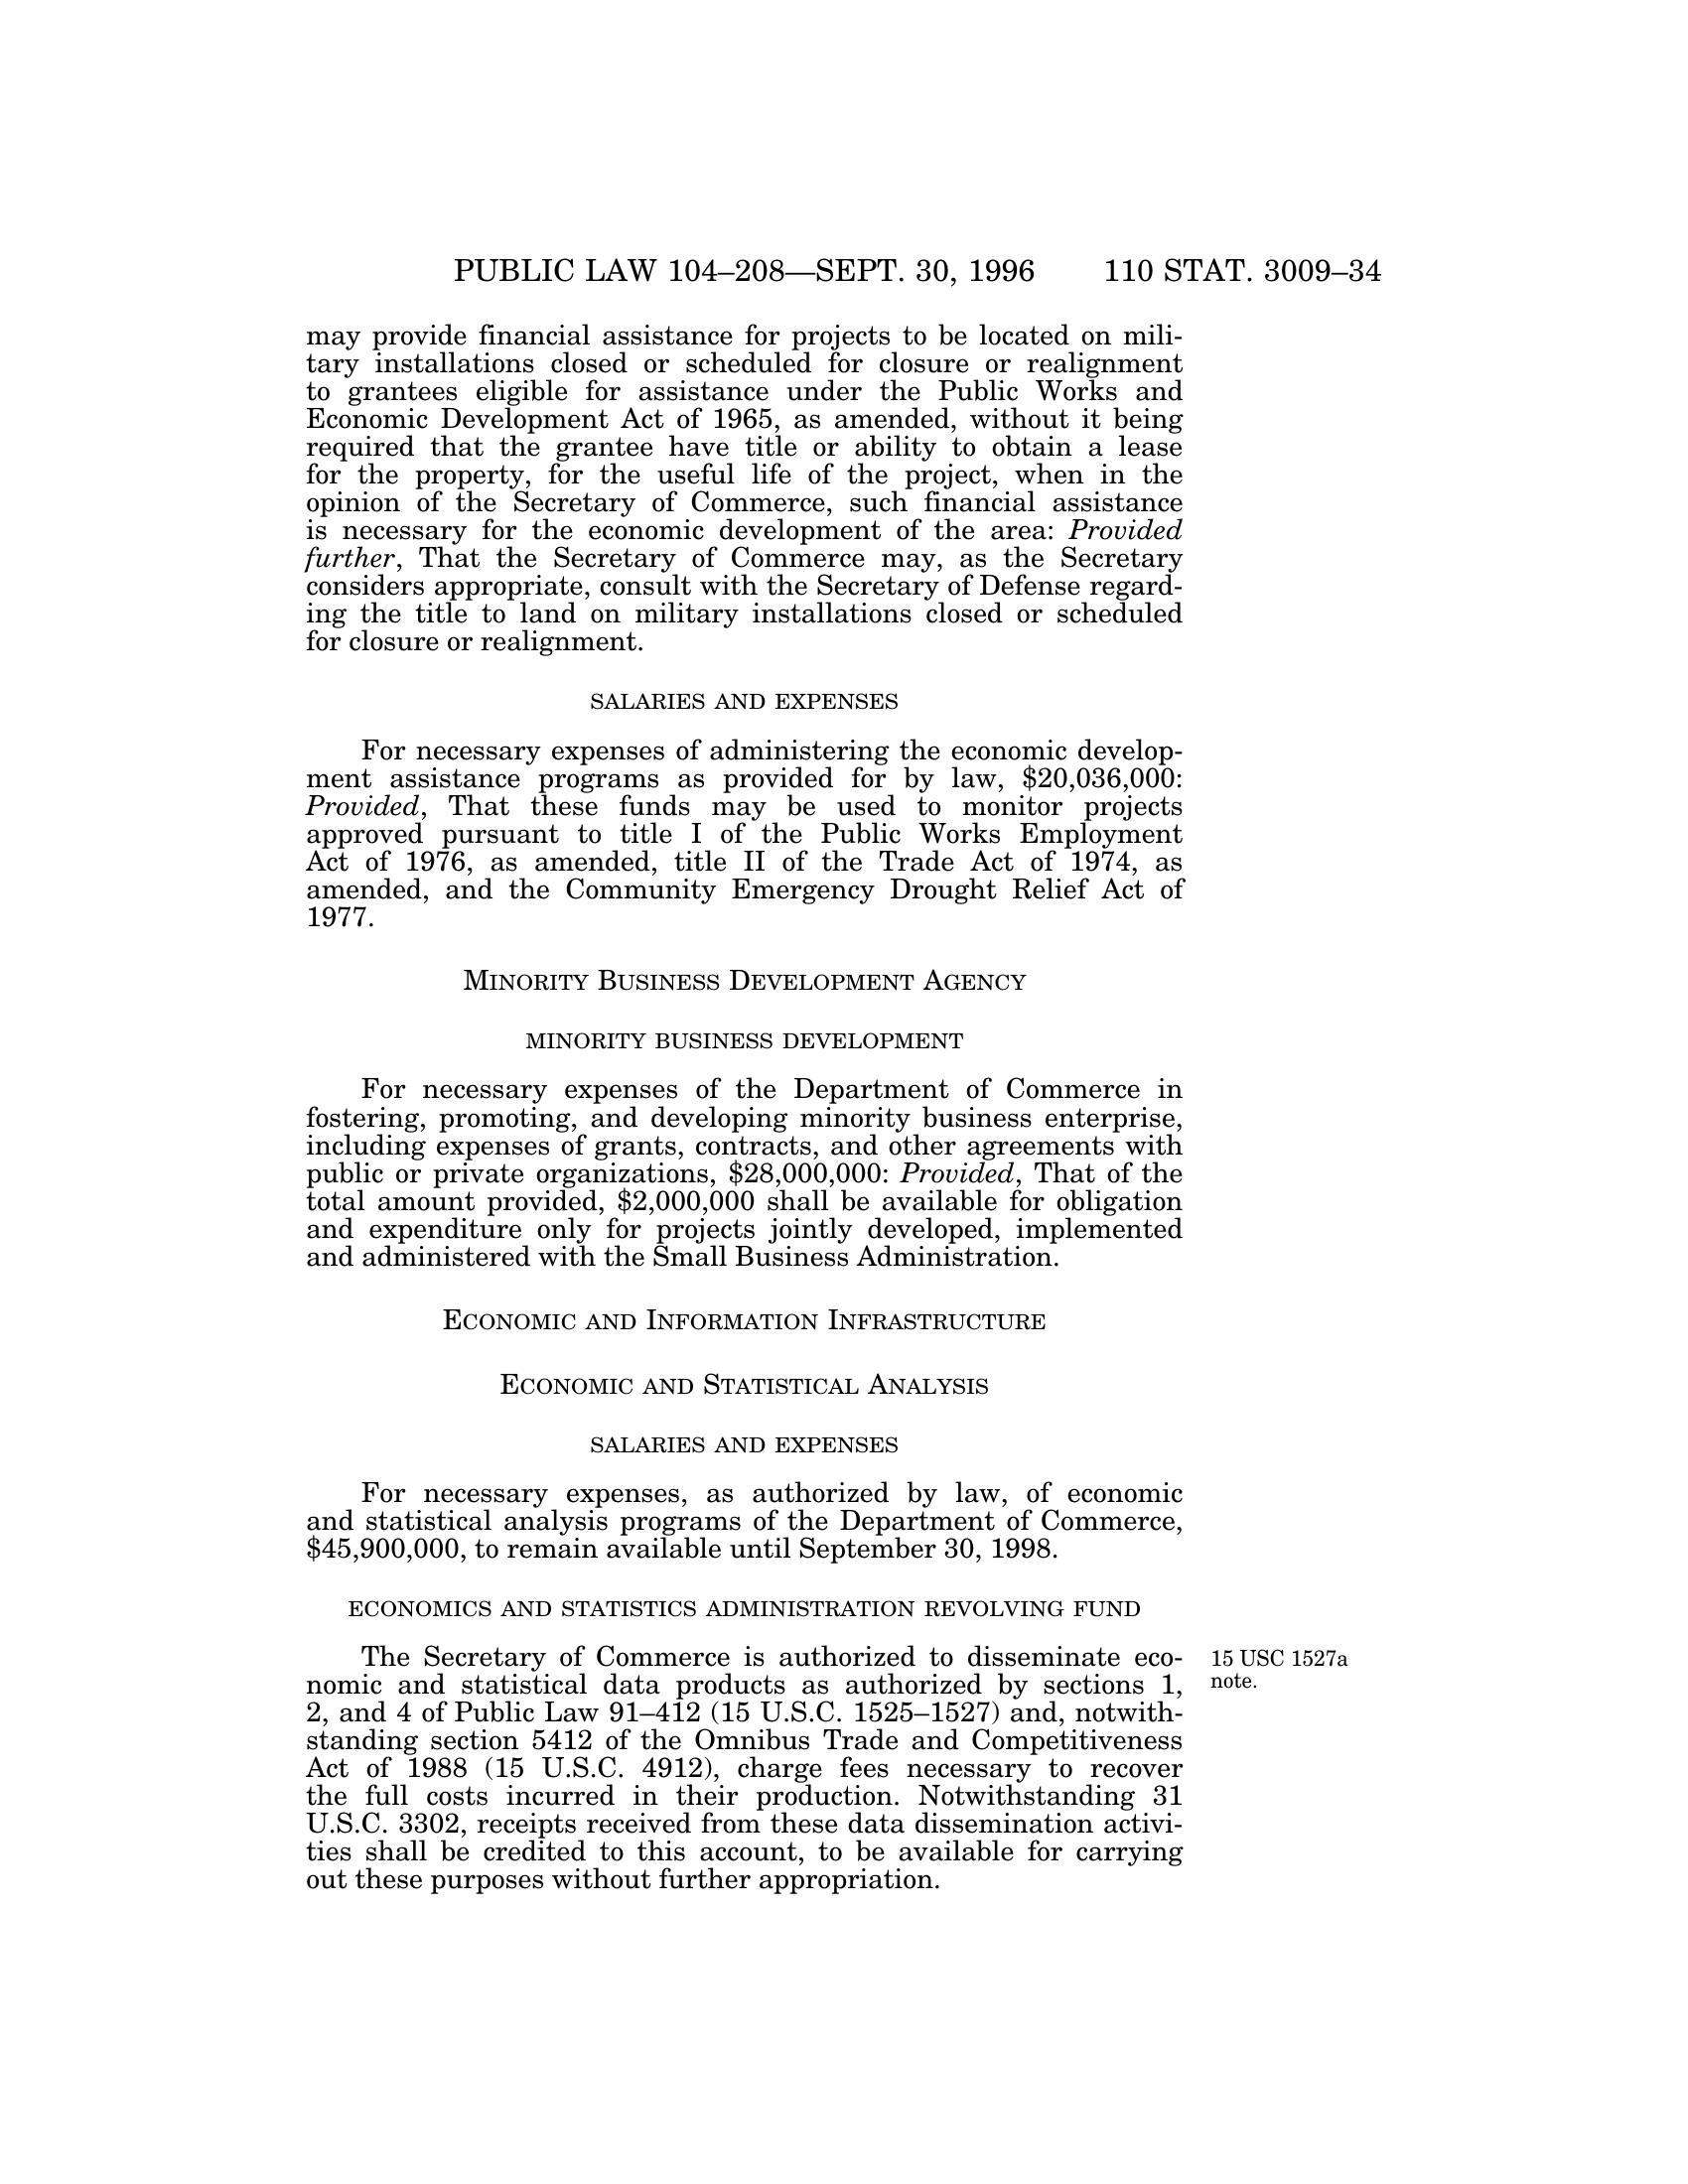 PUBLIC LAW 104–208—SEPT. 30, 1996 110 STAT. 3009–34
may provide financial assistance for projects to be located on mili-
tary installations closed or scheduled for closure or realignment
to grantees eligible for assistance under the Public Works and
Economic Development Act of 1965, as amended, without it being
required that the grantee have title or ability to obtain a lease
for the property, for the useful life of the project, when in the
opinion of the Secretary of Commerce, such financial assistance
is necessary for the economic development of the area: Provided
further, That the Secretary of Commerce may, as the Secretary
considers appropriate, consult with the Secretary of Defense regard-
ing the title to land on military installations closed or scheduled
for closure or realignment.
SALARIES AND EXPENSES
For necessary expenses of administering the economic develop-
ment assistance programs as provided for by law, $20,036,000:
Provided, That these funds may be used to monitor projects
approved pursuant to title I of the Public Works Employment
Act of 1976, as amended, title II of the Trade Act of 1974, as
amended, and the Community Emergency Drought Relief Act of
1977.
MINORITY BUSINESS DEVELOPMENT AGENCY
MINORITY BUSINESS DEVELOPMENT
For necessary expenses of the Department of Commerce in
fostering, promoting, and developing minority business enterprise,
including expenses of grants, contracts, and other agreements with
public or private organizations, $28,000,000: Provided, That of the
total amount provided, $2,000,000 shall be available for obligation
and expenditure only for projects jointly developed, implemented
and administered with the Small Business Administration.
ECONOMIC AND INFORMATION INFRASTRUCTURE
ECONOMIC AND STATISTICAL ANALYSIS
SALARIES AND EXPENSES
For necessary expenses, as authorized by law, of economic
and statistical analysis programs of the Department of Commerce,
$45,900,000, to remain available until September 30, 1998.
ECONOMICS AND STATISTICS ADMINISTRATION REVOLVING FUND
The Secretary of Commerce is authorized to disseminate eco-
nomic and statistical data products as authorized by sections 1,
2, and 4 of Public Law 91–412 (15 U.S.C. 1525–1527) and, notwith-
standing section 5412 of the Omnibus Trade and Competitiveness
Act of 1988 (15 U.S.C. 4912), charge fees necessary to recover
the full costs incurred in their production. Notwithstanding 31
U.S.C. 3302, receipts received from these data dissemination activi-
ties shall be credited to this account, to be available for carrying
out these purposes without further appropriation.
15 USC 1527a
note.